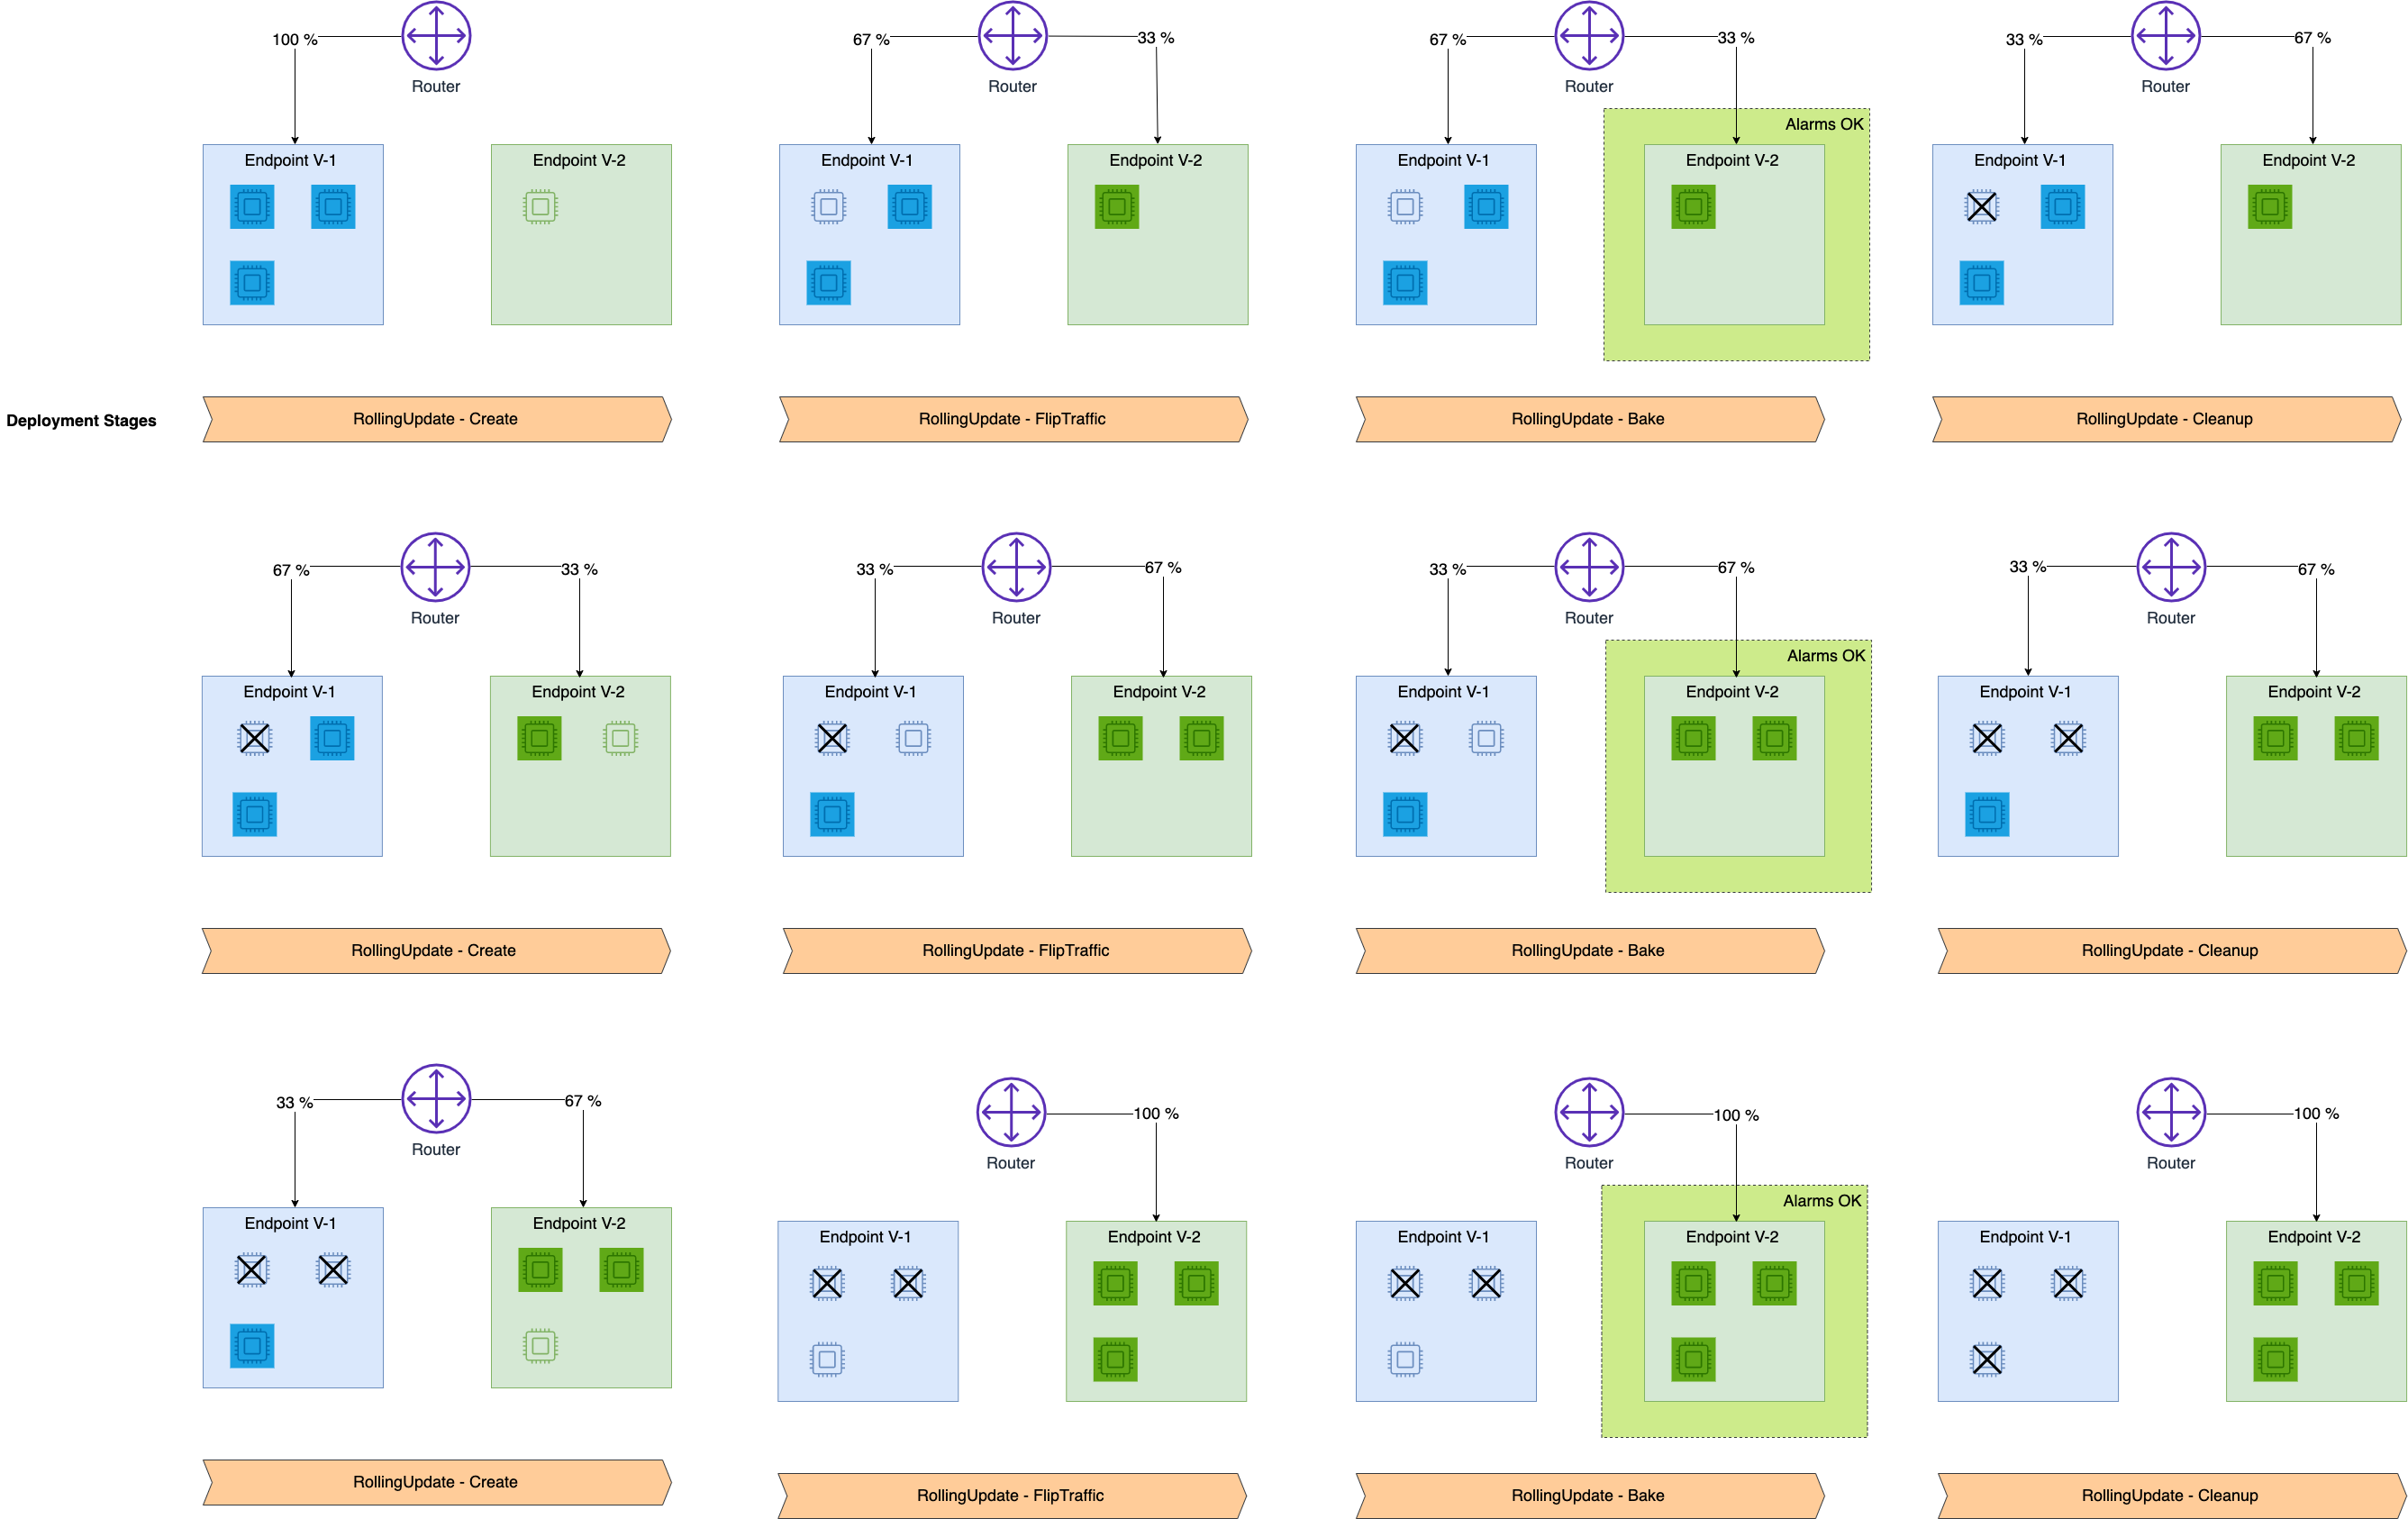 100 %
Router
Endpoint V-1
Endpoint V-2
67 %
33 %
Router
Endpoint V-1
Endpoint V-2
67 %
33 %
Router
Alarms OK
Endpoint V-1
Endpoint V-2
33 %
67 %
Router
Endpoint V-1
Endpoint V-2
Deployment Stages
RollingUpdate - Create
RollingUpdate - FlipTraffic
RollingUpdate - Bake
RollingUpdate - Cleanup
67 %
33 %
Router
Endpoint V-1
Endpoint V-2
33 %
67 %
Router
Endpoint V-1
Endpoint V-2
33 %
67 %
Router
Alarms OK
Endpoint V-1
Endpoint V-2
33 %
67 %
Router
Endpoint V-1
Endpoint V-2
RollingUpdate - Create
RollingUpdate - FlipTraffic
RollingUpdate - Bake
RollingUpdate - Cleanup
33 %
67 %
Router
Endpoint V-1
Endpoint V-2
100 %
Router
Endpoint V-1
Endpoint V-2
100 %
Router
Alarms OK
Endpoint V-1
Endpoint V-2
100 %
Router
Endpoint V-1
Endpoint V-2
RollingUpdate - Create
RollingUpdate - FlipTraffic
RollingUpdate - Bake
RollingUpdate - Cleanup